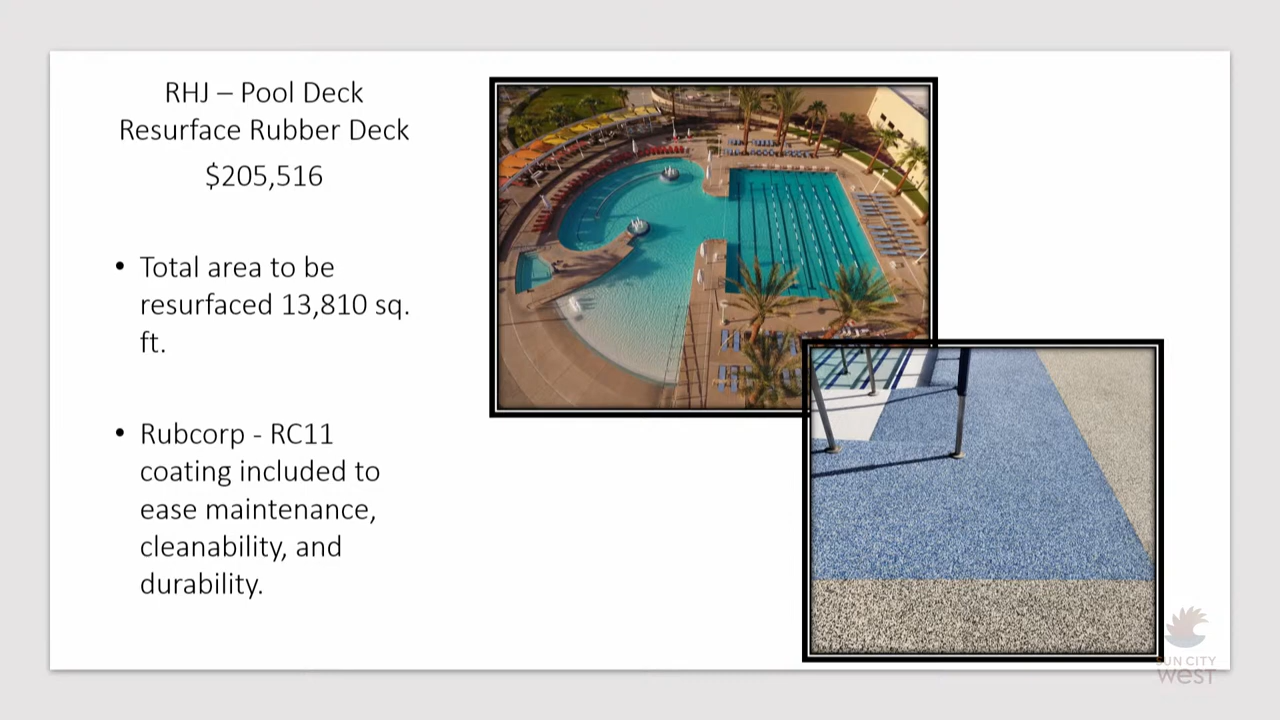 RHJ – Pool Deck
Resurface Rubber Deck
$205,516
• Total area to be
resurfaced 13,810 sq.
ft.
• Rubcorp - RC11
coating included to
ease maintenance,
cleanability, and
durability.
SUN CITY
west